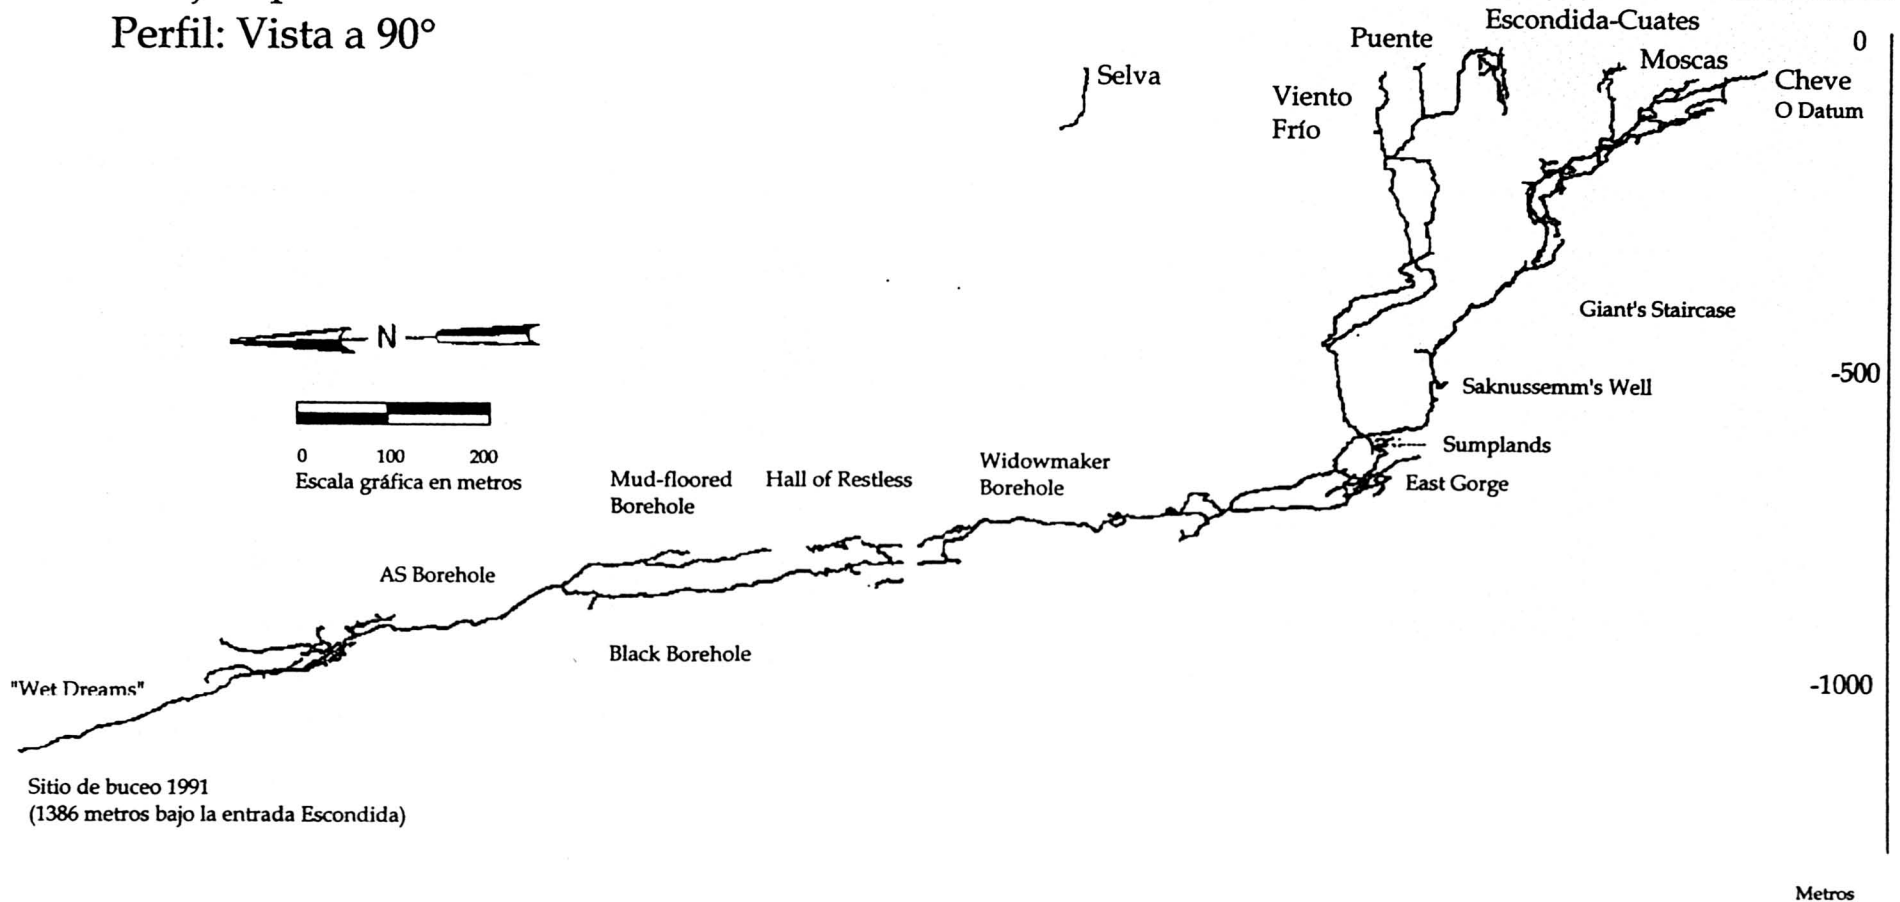 Perfil: Vista a 90°
Escondida-Cuates
Puente
0
Moscas
Selva
Cheve
O Datum
Viento
Frío
Giant's Staircase
N
-500
Saknussemm's Well
0 100 200
Escala gráfica en metros
Sumplands
Widowmaker
Borehole
East Gorge
Mud-floored
Borehole
Hall of Restless
AS Borehole
Black Borehole
"Wet Dreams"
-1000
Sitio de buceo 1991
(1386 metros bajo la entrada Escondida)
Metros